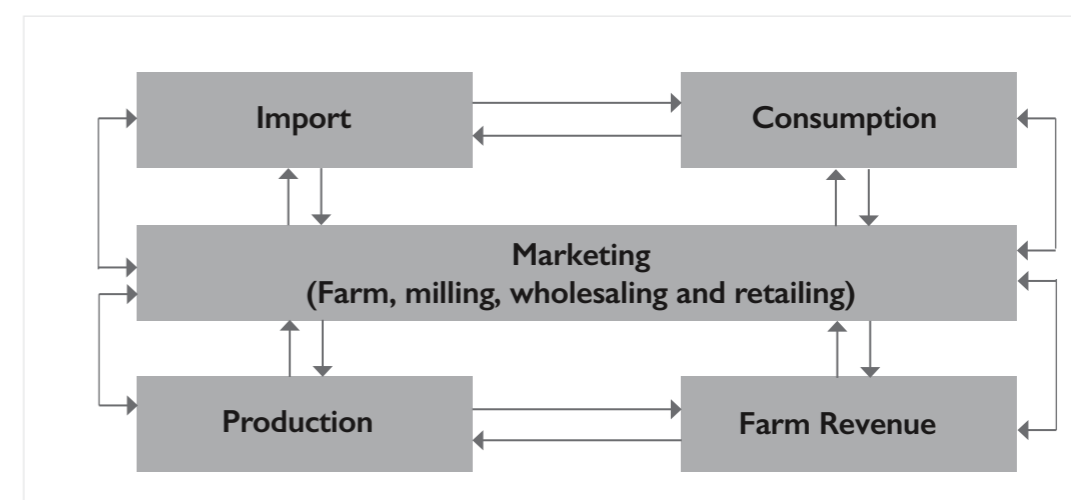 Import
Consumption
Marketing
(Farm, milling, wholesaling and retailing)
Production
Farm Revenue